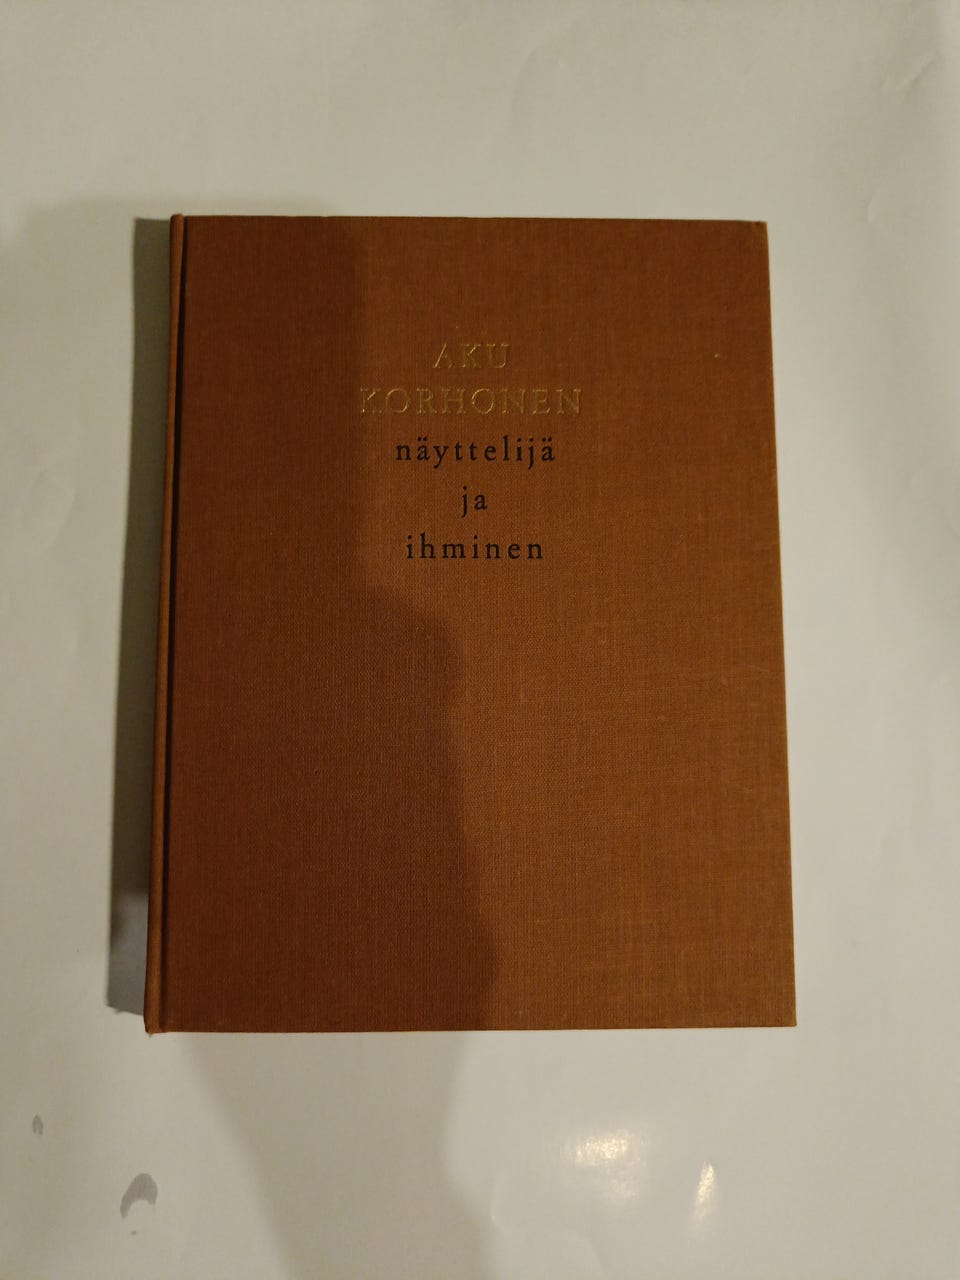 AKU
KORHONEN
näyttelijä
ja
ihminen